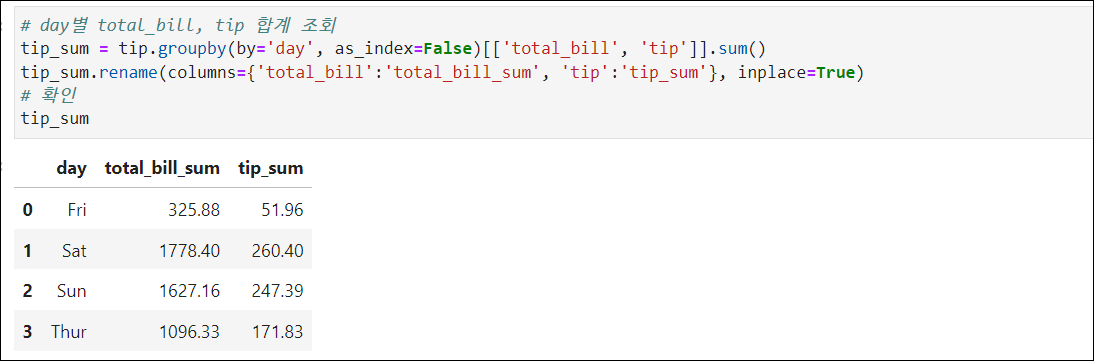 # day별 total_bill, tip 합계 조회
tip_sum = tip.groupby(by='day', as_index=False)[['total_bill', 'tip']].sum()
tip_sum.rename(columns={'total_bill':'total_bill_sum', 'tip':'tip_sum'}, inplace=True)
# 확인
tip_sum
day total_bill_sum tip_sum
0 Fri 325.88 51.96
1 Sat 1778.40 260.40
2 Sun 1627.16 247.39
3 Thur 1096.33 171.83